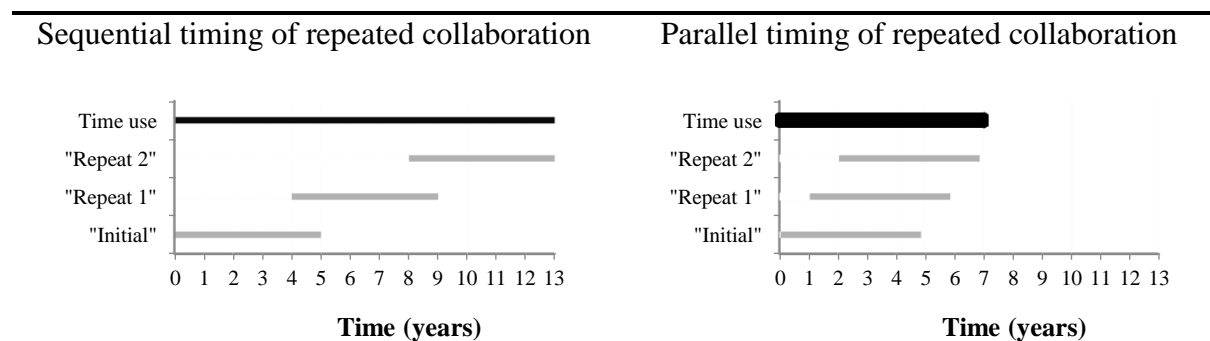 Sequential timing of repeated collaboration
Time use
"Repeat 2"
"Repeat 1"
"Initial"
0 1 2 3 4 5 6 7 8 9 10 11 12 13
Time (years)
Parallel timing of repeated collaboration
Time use
"Repeat 2"
"Repeat 1"
"Initial"
0 1 2 3 4 5 6 7 8 9 10 11 12 13
Time (years)